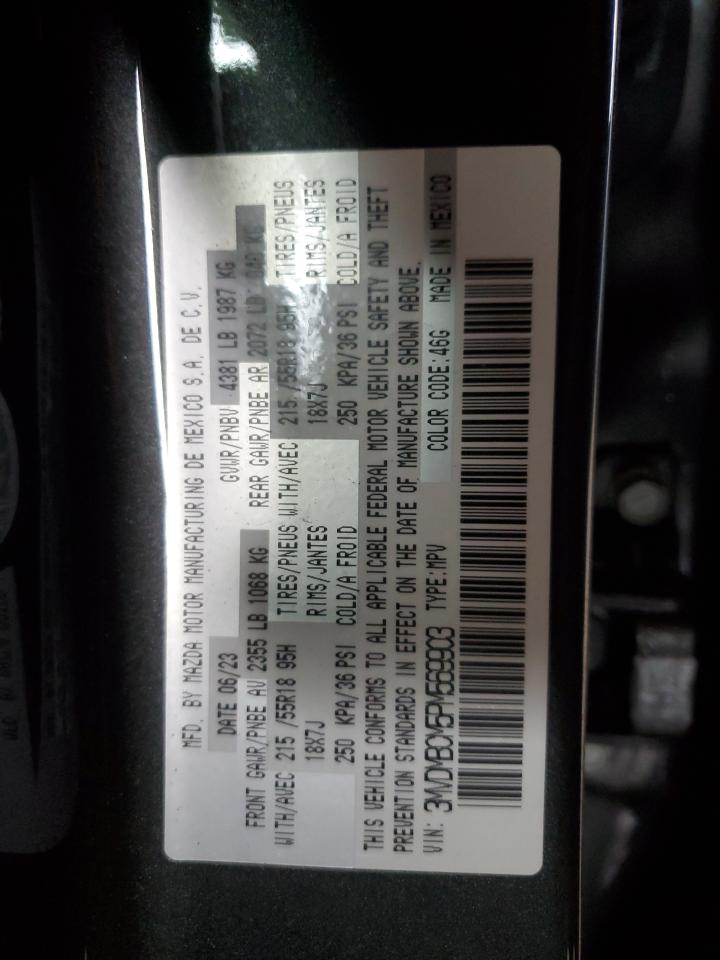 MFD. BY MAZDA MOTOR MANUFACTURING DE MEXICO S.A. DE C.V.
DATE 06/23 GVWR/PNBV 4381 LB 1987 KG
FRONT GAWR/PNBE AV 2355 LB 1068 KG REAR GAWR/PNBE AR 2072 LB KG
WITH/AVEC 215 /55R18 95H TIRES/PNEUS WITH/AVEC 215 /55R18 95H TIRES/PNEUS
18X7J RIMS/JANTES 18X7J RIMS/JANTES
250 KPA/36 PSI COLD/A FROID 250 KPA/36 PSI COLD/A FROID
THIS VEHICLE CONFORMS TO ALL APPLICABLE FEDERAL MOTOR VEHICLE SAFETY AND THEFT
PREVENTION STANDARDS IN EFFECT ON THE DATE OF MANUFACTURE SHOWN ABOVE.
VIN: 3MVDMBCM5PM569903 TYPE:MPV COLOR CODE:46G MADE IN MEXICO